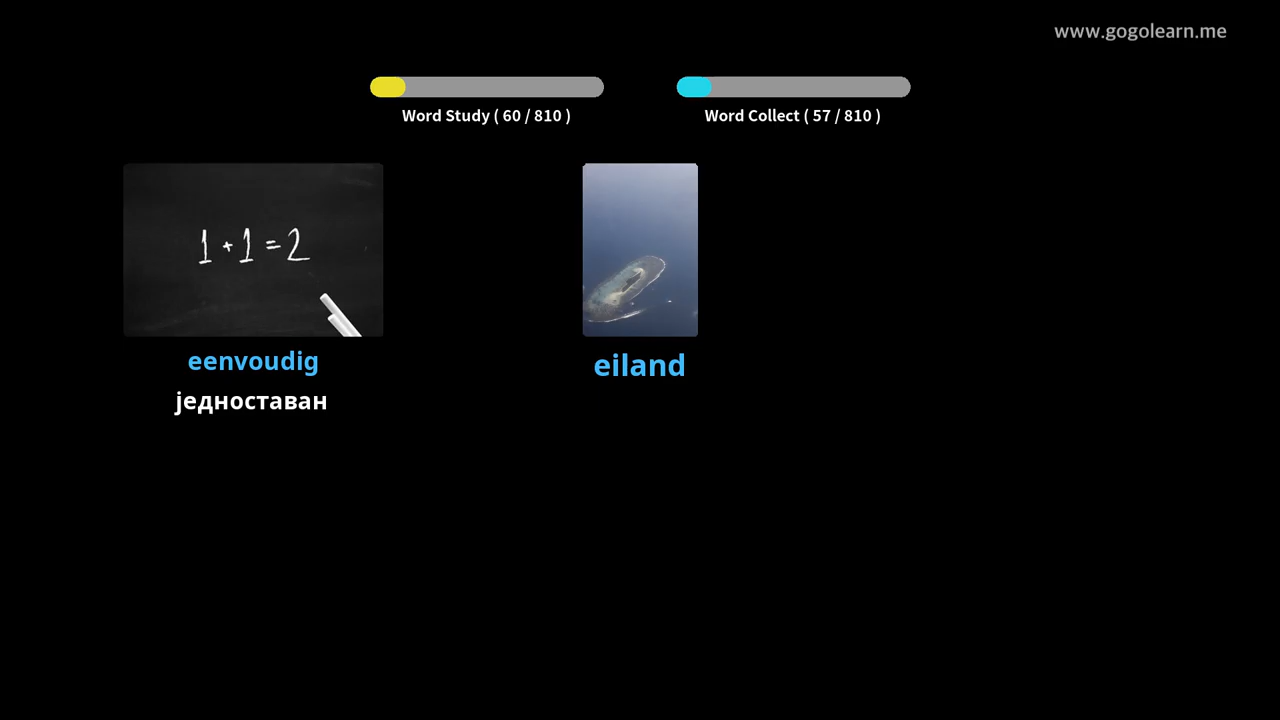 www.gogolearn.me
Word Study ( 60 / 810 )
Word Collect ( 57 / 810 )
1 + 1 = 2
eenvoudig
једноставан
eiland